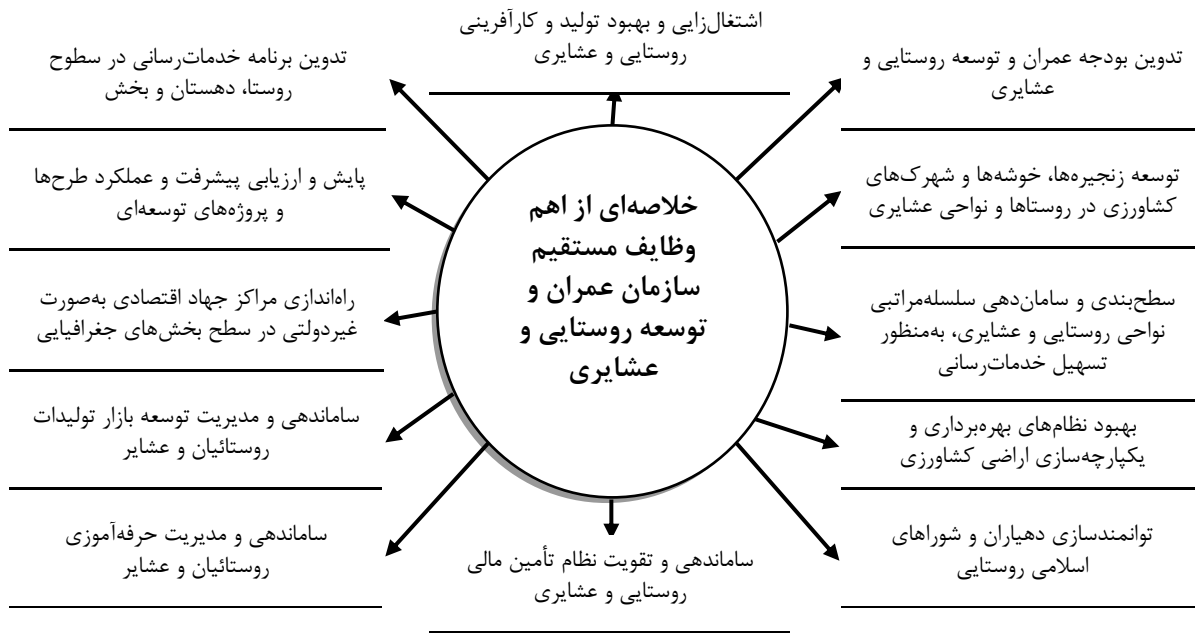 اشتغال‌زایی و بهبود تولید و کارآفرینی
روستایی و عشایری
تدوین بودجه عمران و توسعه روستایی و
عشایری
توسعه زنجیره‌ها، خوشه‌ها و شهرک‌های
کشاورزی در روستاها و نواحی عشایری
سطح‌بندی و سامان‌دهی سلسله‌مراتبی
نواحی روستایی و عشایری، به‌منظور
تسهیل خدمات‌رسانی
بهبود نظام‌های بهره‌برداری و
یکپارچه‌سازی اراضی کشاورزی
توانمندسازی دهیاران و شوراهای
اسلامی روستایی
خلاصه‌ای از اهم
وظایف مستقیم
سازمان عمران و
توسعه روستایی و
عشایری
تدوین برنامه خدمات‌رسانی در سطوح
روستا، دهستان و بخش
پایش و ارزیابی پیشرفت و عملکرد طرح‌ها
و پروژه‌های توسعه‌ای
راه‌اندازی مراکز جهاد اقتصادی به‌صورت
غیردولتی در سطح بخش‌های جغرافیایی
ساماندهی و مدیریت توسعه بازار تولیدات
روستائیان و عشایر
ساماندهی و مدیریت حرفه‌آموزی
روستائیان و عشایر
ساماندهی و تقویت نظام تأمین مالی
روستایی و عشایری